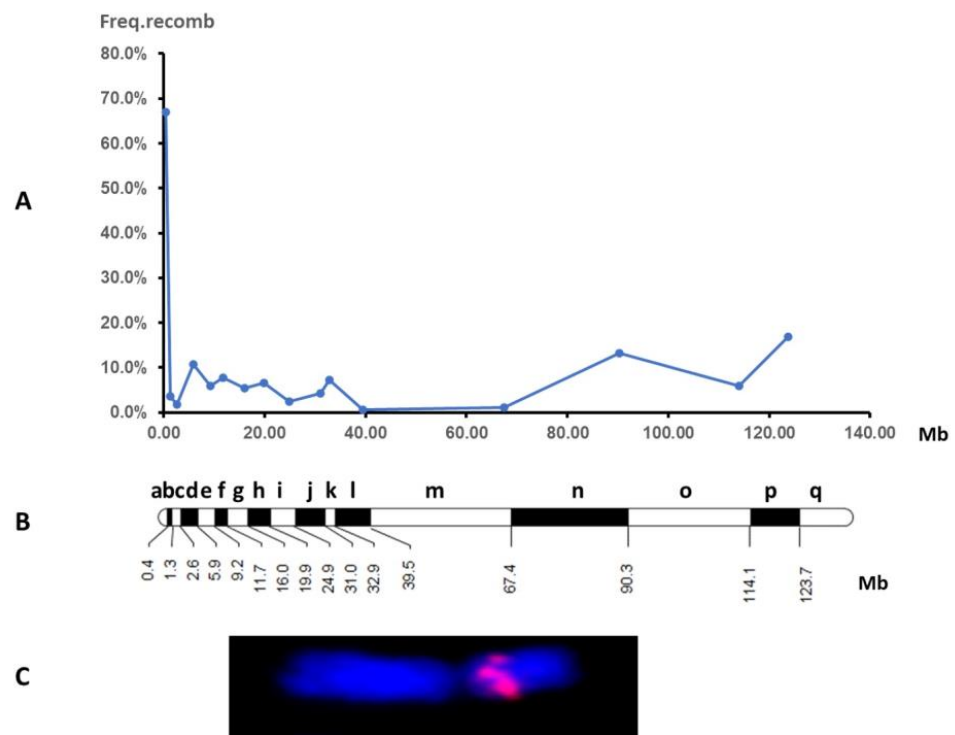 Freq.recomb
80.0%
70.0%
60.0%
A
50.0%
40.0%
30.0%
20.0%
10.0%
0.0%
0.00 20.00 40.00 60.00 80.00 100.00 120.00 140.00 Mb
a b c d e f g h i j k l m n o p q
B
0.4 1.3 2.6 5.9 9.2 11.7 16.0 19.9 24.9 31.0 32.9 39.5 67.4 90.3 114.1 123.7 Mb
C